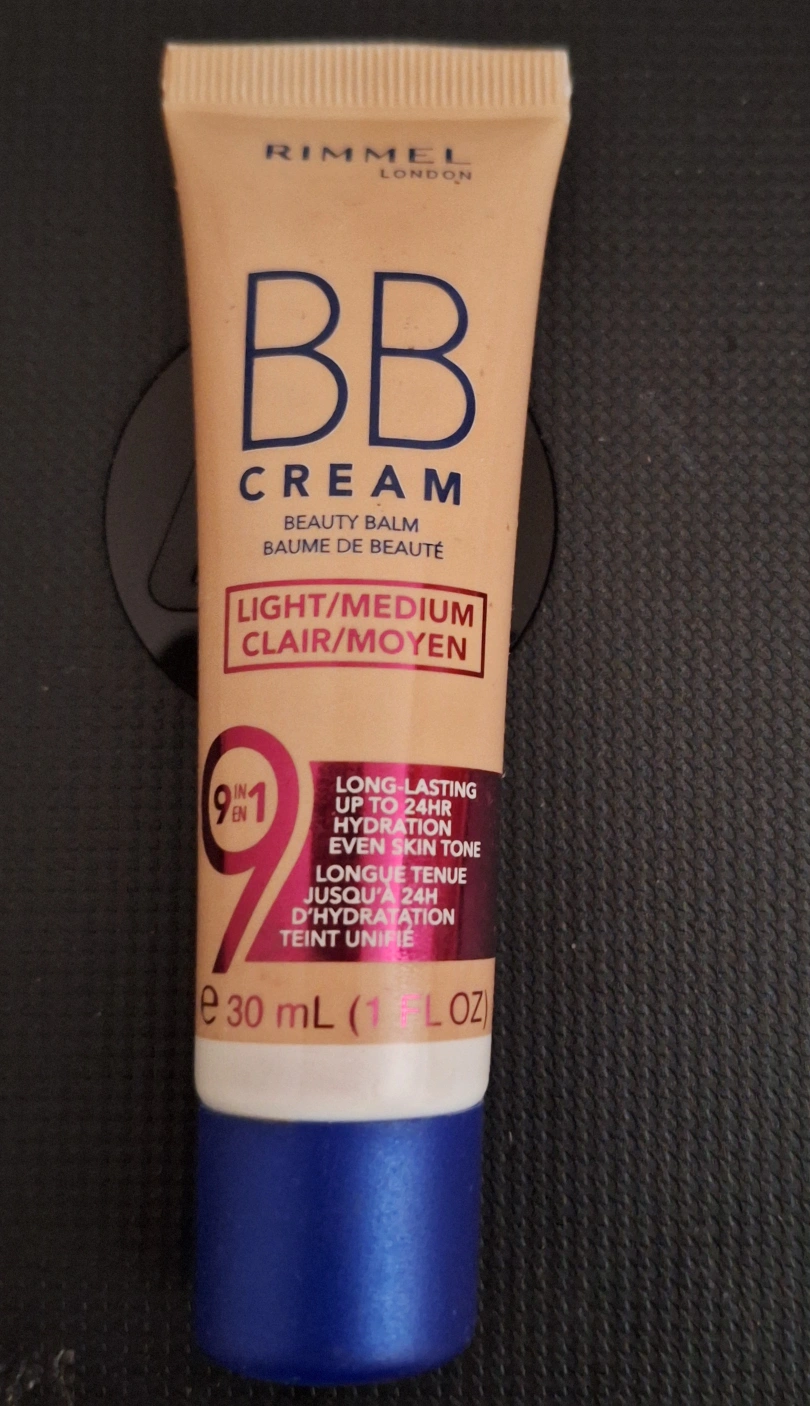 RIMMEL
LONDON
BB
CREAM
BEAUTY BALM
BAUME DE BEAUTÉ
LIGHT/MEDIUM
CLAIR/MOYEN
9 IN EN 1
LONG-LASTING
UP TO 24HR
HYDRATION
EVEN SKIN TONE
LONGUE TENUE
JUSQU'À 24H
D'HYDRATATION
TEINT UNIFIÉ
9
e 30 mL (1 FL OZ)